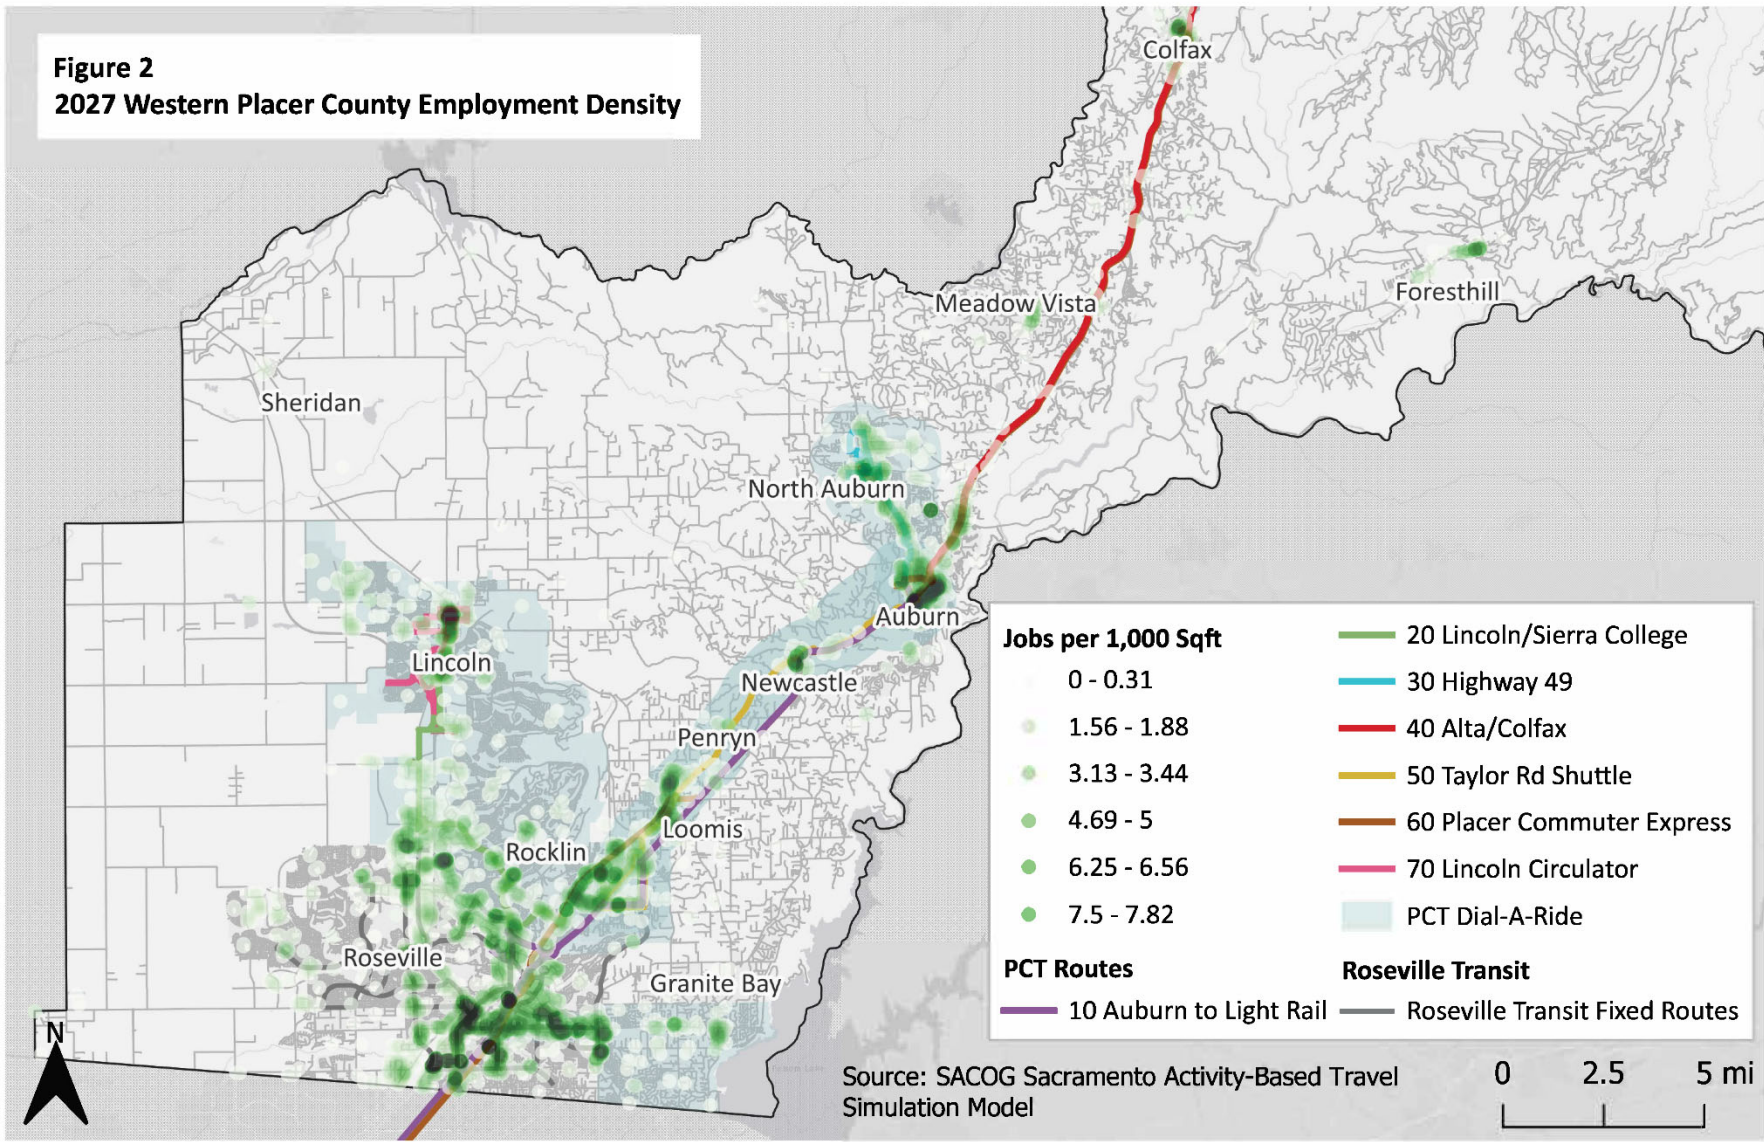 Figure 2
2027 Western Placer County Employment Density
Colfax
Foresthill
Meadow Vista
Sheridan
North Auburn
Auburn
Lincoln
Newcastle
Penryn
Loomis
Rocklin
Roseville
Granite Bay
N
Jobs per 1,000 Sqft
0 - 0.31
1.56 - 1.88
3.13 - 3.44
4.69 - 5
6.25 - 6.56
7.5 - 7.82
PCT Routes
10 Auburn to Light Rail
20 Lincoln/Sierra College
30 Highway 49
40 Alta/Colfax
50 Taylor Rd Shuttle
60 Placer Commuter Express
70 Lincoln Circulator
PCT Dial-A-Ride
Roseville Transit
Roseville Transit Fixed Routes
Source: SACOG Sacramento Activity-Based Travel
Simulation Model
0 2.5 5 mi